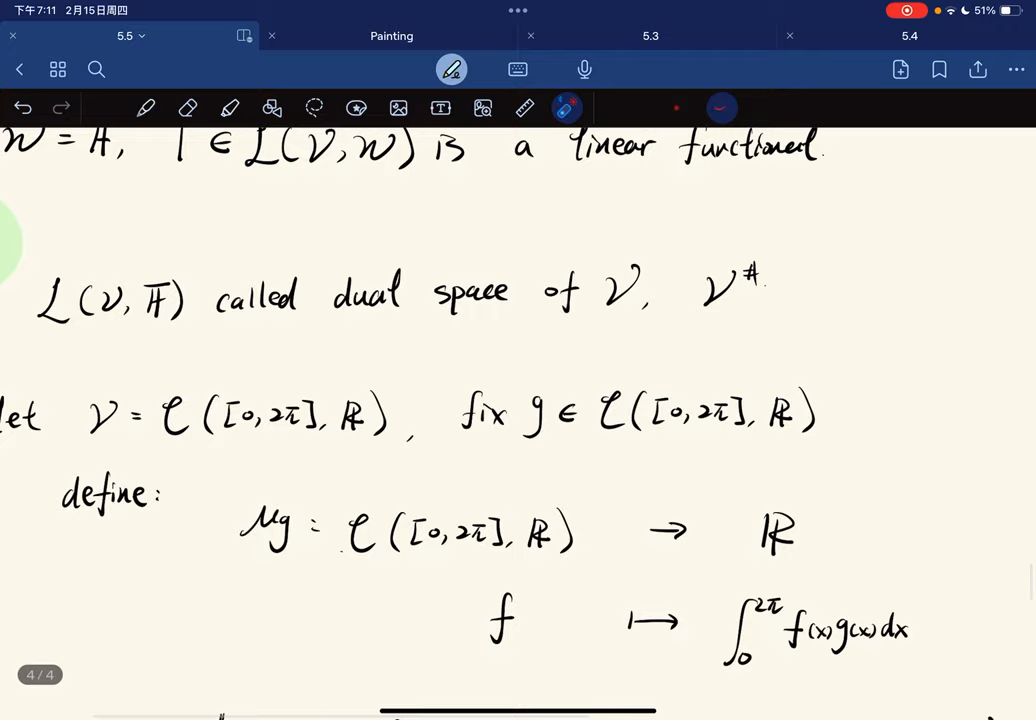 下午7:11 2月15日周四 51%
5.5 Painting 5.3 5.4
W = F, T ∈ L(V, W) is a linear functional.
L(V, F) called dual space of V, V#.
let V = C([0, 2π], R), fix g ∈ C([0, 2π], R)
define:
Mg : C([0, 2π], R) → R
f ↦ ∫₀^2π f(x)g(x)dx
4 / 4